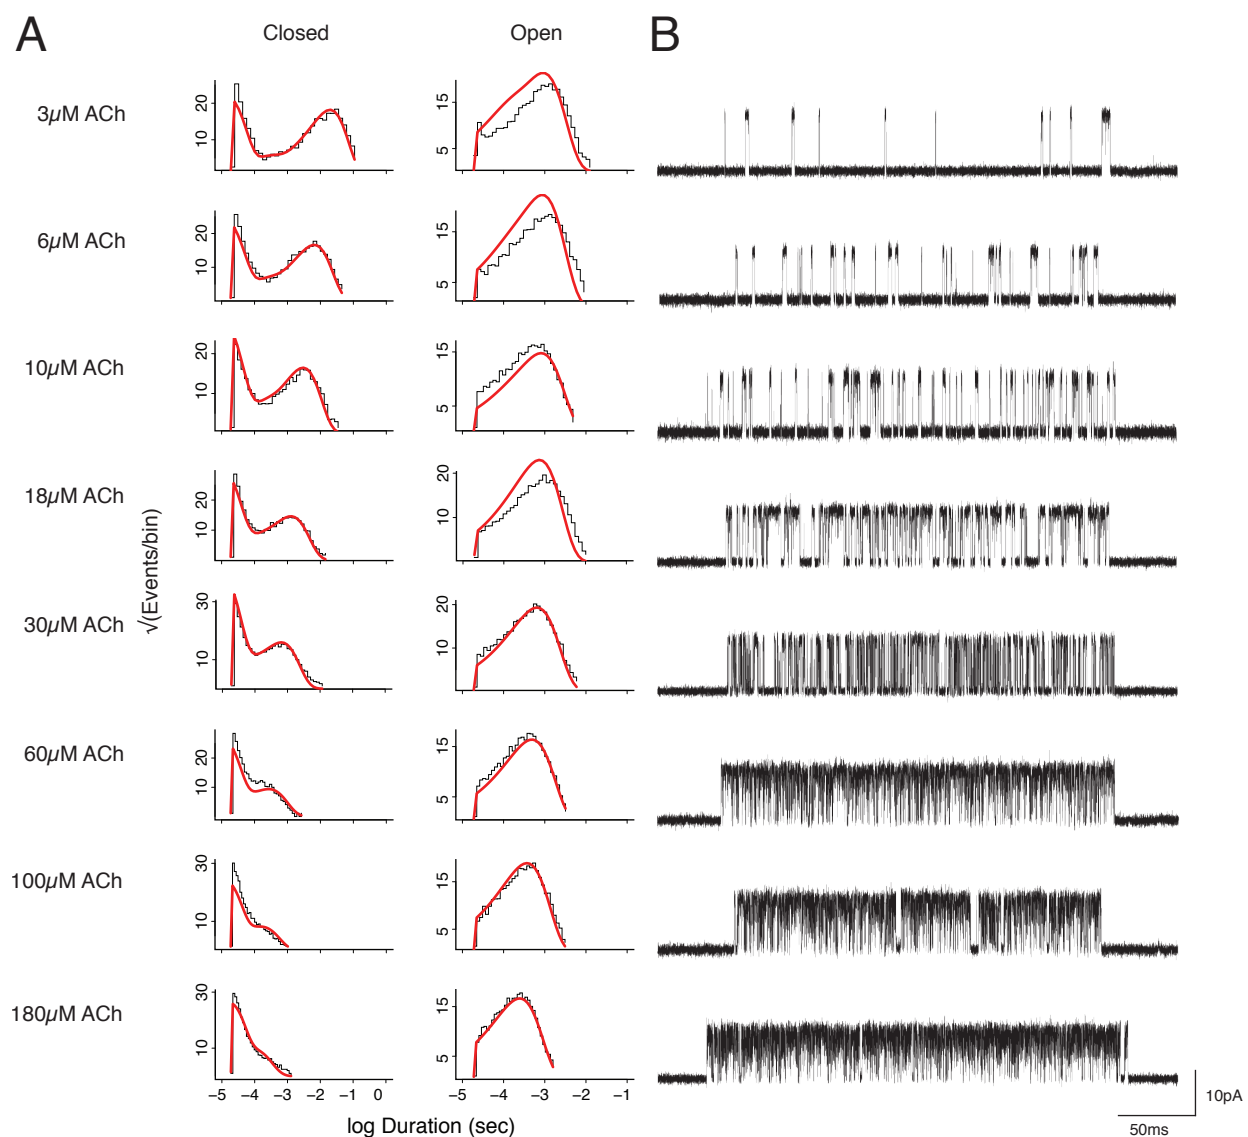 A
Closed
Open
B
3µM ACh
20
10
15
5
6µM ACh
20
10
15
5
10µM ACh
20
10
15
5
18µM ACh
20
10
20
10
√(Events/bin)
30µM ACh
30
10
20
10
60µM ACh
20
10
15
5
100µM ACh
30
10
15
5
180µM ACh
30
10
15
5
−5 −4 −3 −2 −1 0
−5 −4 −3 −2 −1
log Duration (sec)
10pA
50ms